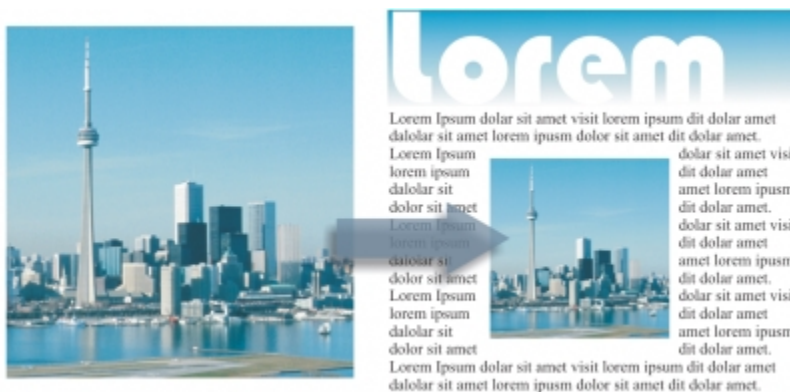 Lorem
Lorem Ipsum dolar sit amet visit lorem ipsum dit dolar amet
dalolar sit amet lorem ipusm dolor sit amet dit dolar amet.
Lorem Ipsum dolar sit amet visi
lorem ipsum dit dolar amet
dalolar sit amet lorem ipusm
dolor sit amet dit dolar amet.
Lorem Ipsum dolar sit amet visi
lorem ipsum dit dolar amet
dalolar sit amet lorem ipusm
dolor sit amet dit dolar amet.
Lorem Ipsum dolar sit amet visi
lorem ipsum dit dolar amet
dalolar sit amet lorem ipusm
dolor sit amet dit dolar amet.
Lorem Ipsum dolar sit amet visit lorem ipsum dit dolar amet
dalolar sit amet lorem ipusm dolor sit amet dit dolar amet.